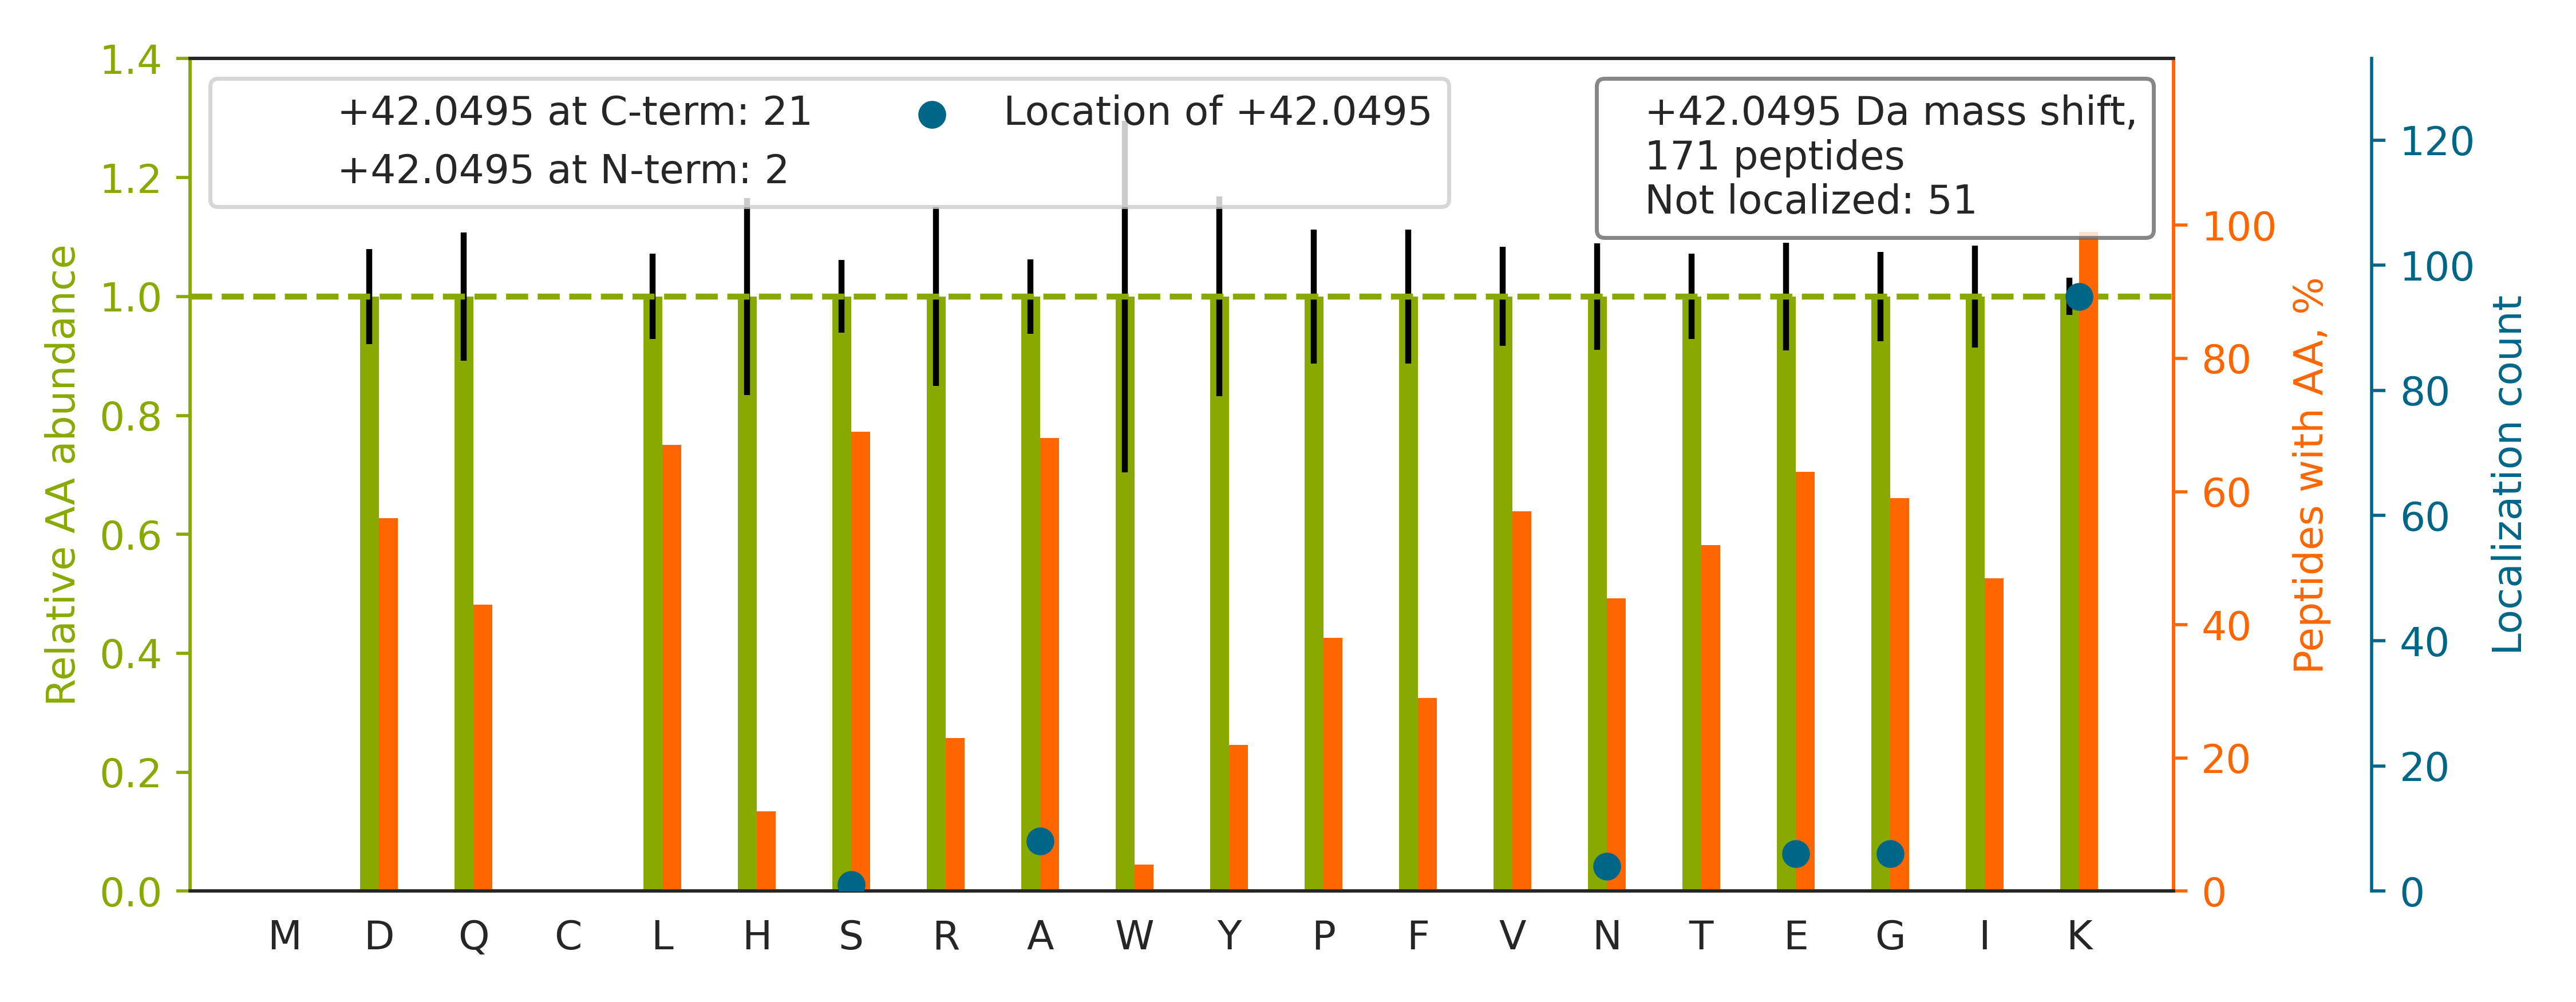 +42.0495 at C-term: 21
+42.0495 at N-term: 2
Location of +42.0495
+42.0495 Da mass shift,
171 peptides
Not localized: 51
Relative AA abundance
1.4
1.2
1.0
0.8
0.6
0.4
0.2
0.0
M D Q C L H S R A W Y P F V N T E G I K
100
80
60
40
20
0
Peptides with AA, %
120
100
80
60
40
20
0
Localization count